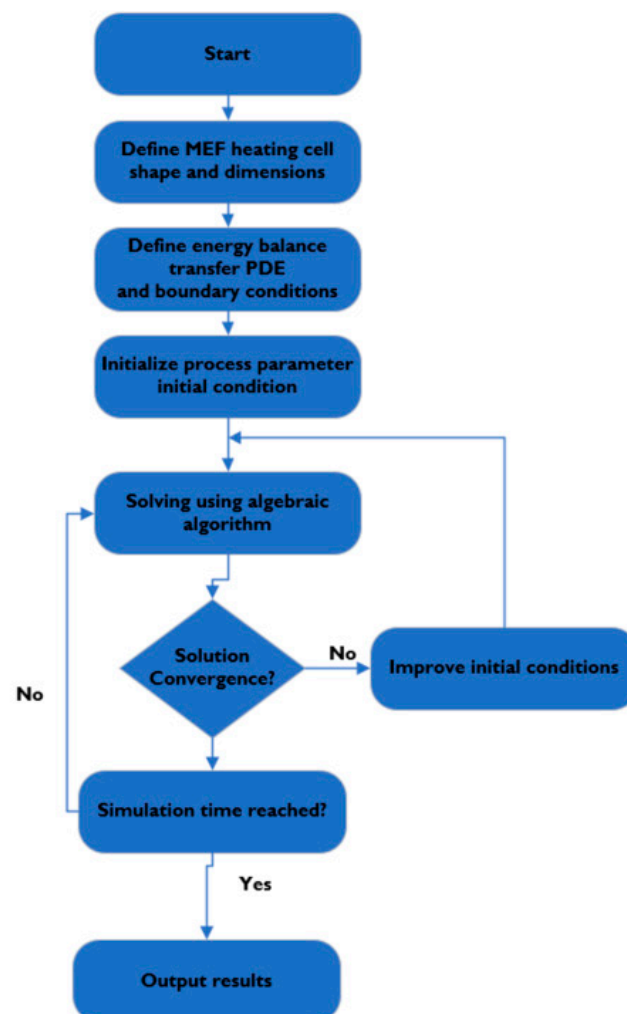 Start
Define MEF heating cell
shape and dimensions
Define energy balance
transfer PDE
and boundary conditions
Initialize process parameter
initial condition
Solving using algebraic
algorithm
Solution
Convergence?
No
Improve initial conditions
No
Simulation time reached?
Yes
Output results